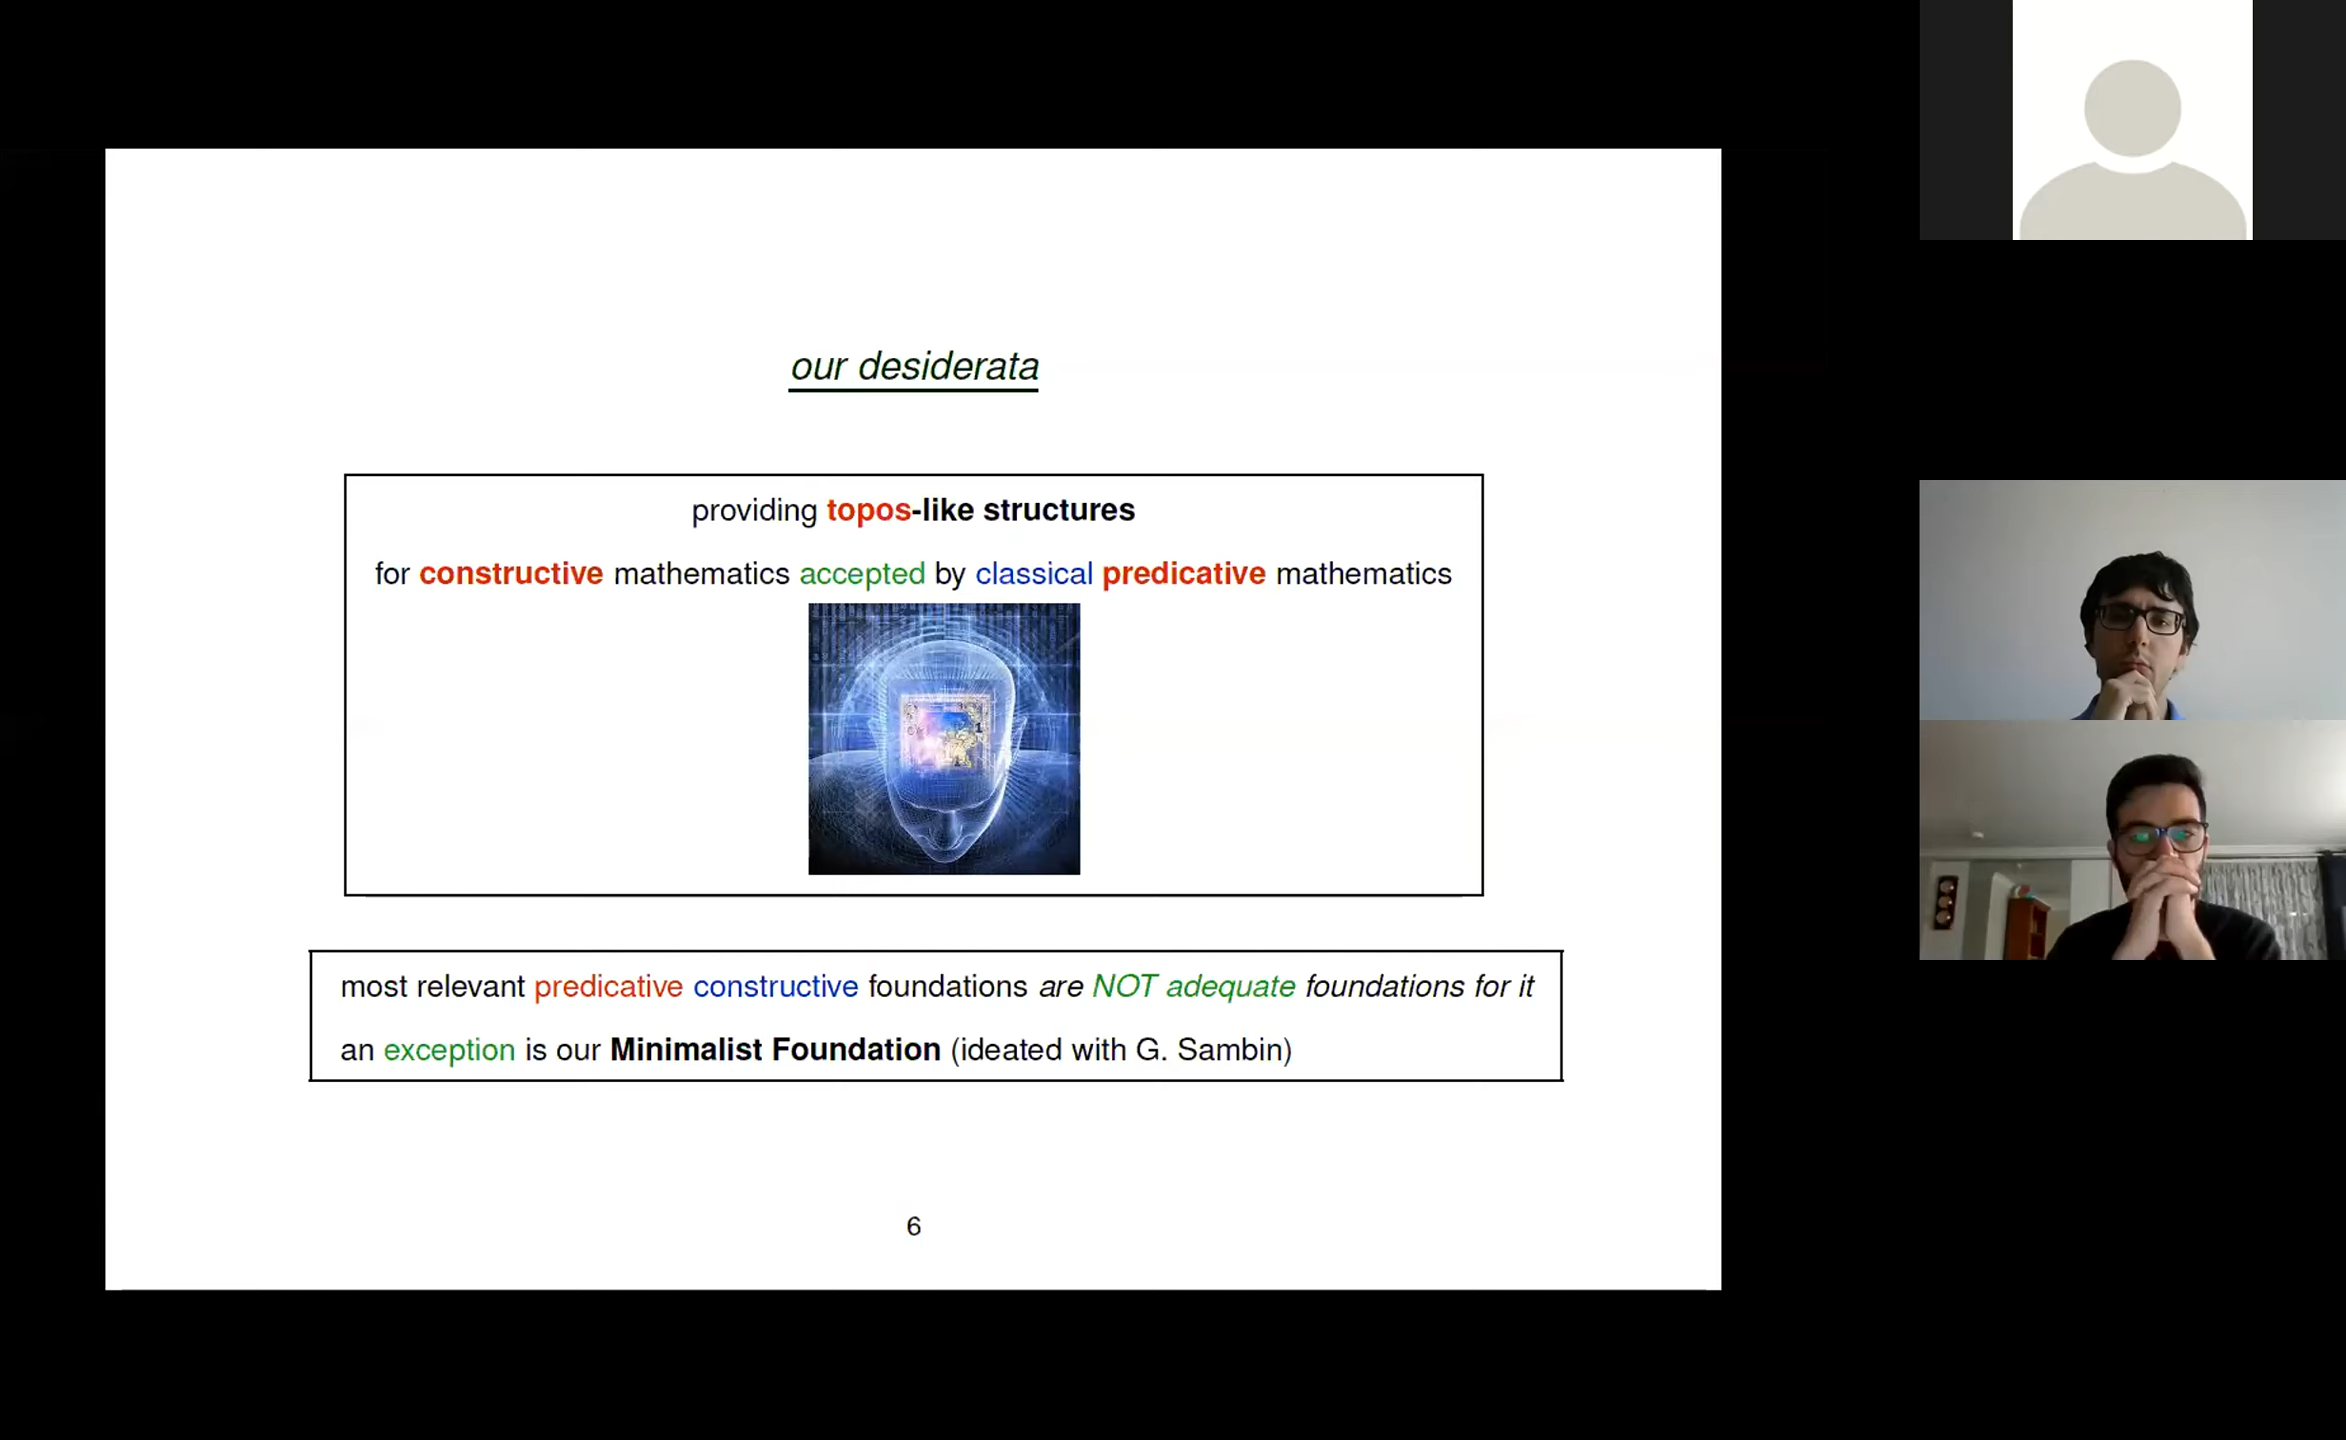 our desiderata
providing topos-like structures
for constructive mathematics accepted by classical predicative mathematics
most relevant predicative constructive foundations are NOT adequate foundations for it
an exception is our Minimalist Foundation (ideated with G. Sambin)
6